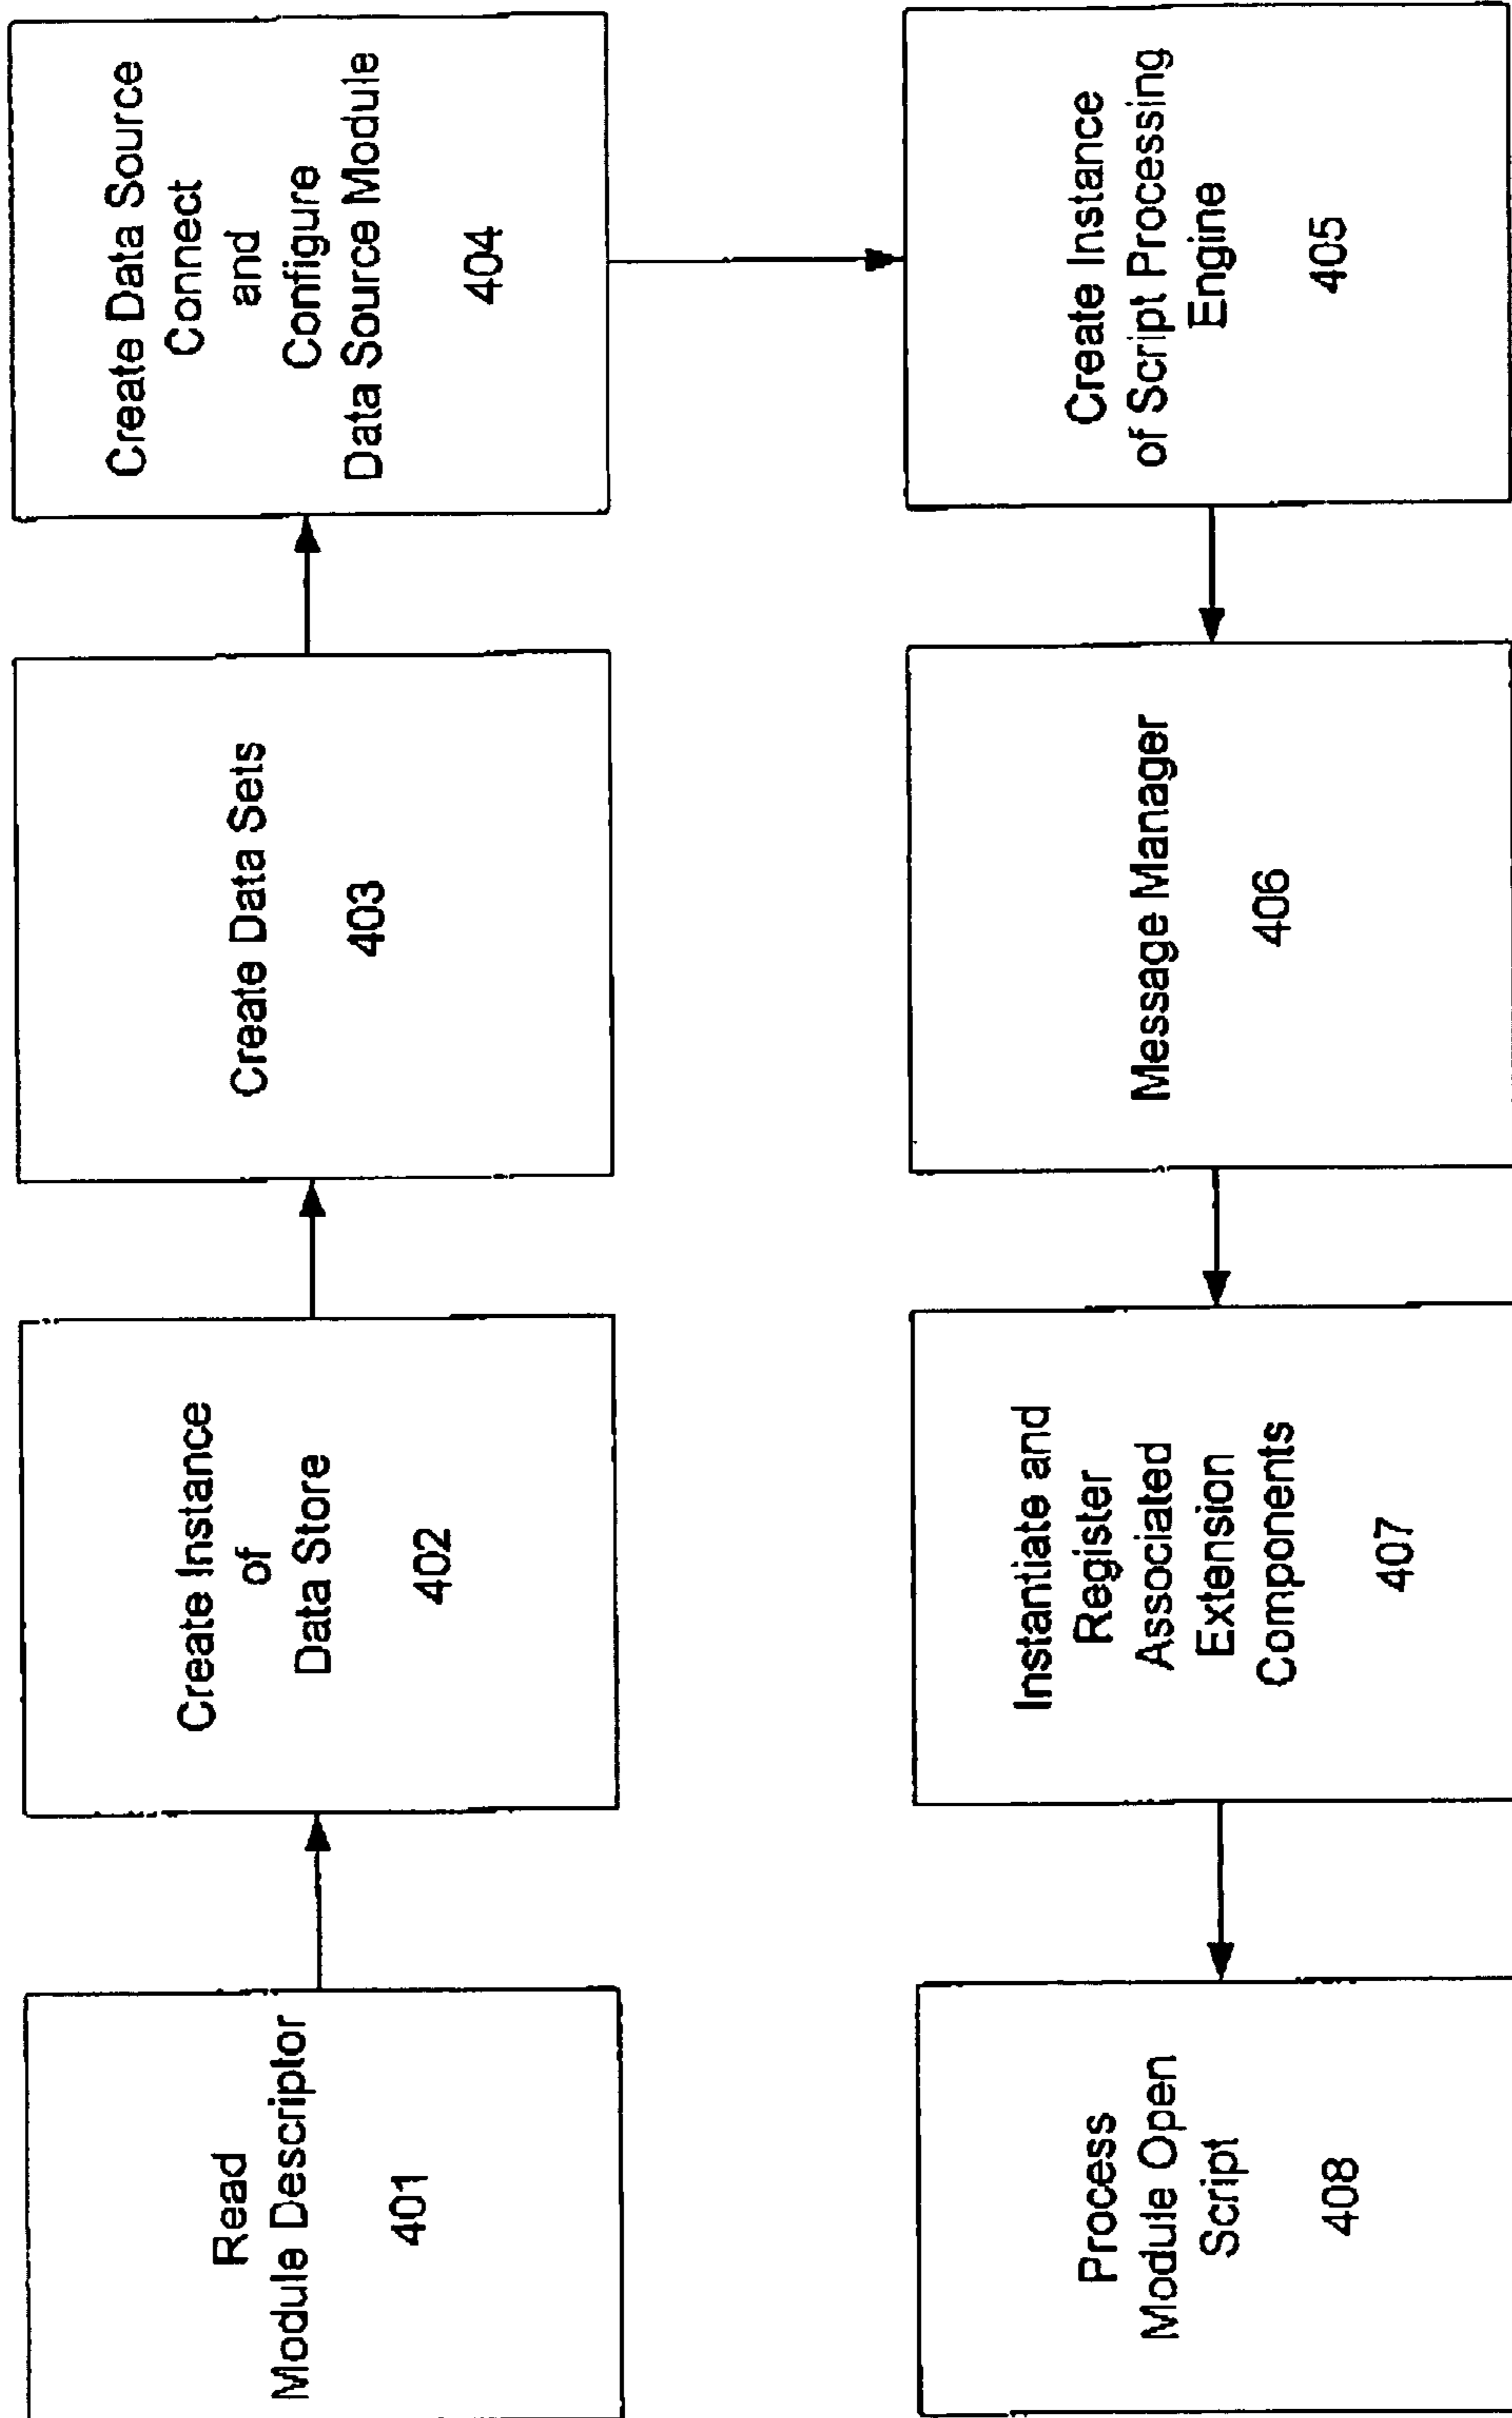 Read
Module Descriptor
401
Create Instance
of
Data Store
402
Create Data Sets
403
Create Data Source
Connect
and
Configure
Data Source Module
404
Create Instance
of Script Processing
Engine
405
Message Manager
406
Instantiate and
Register
Associated
Extension
Components
407
Process
Module Open
Script
408